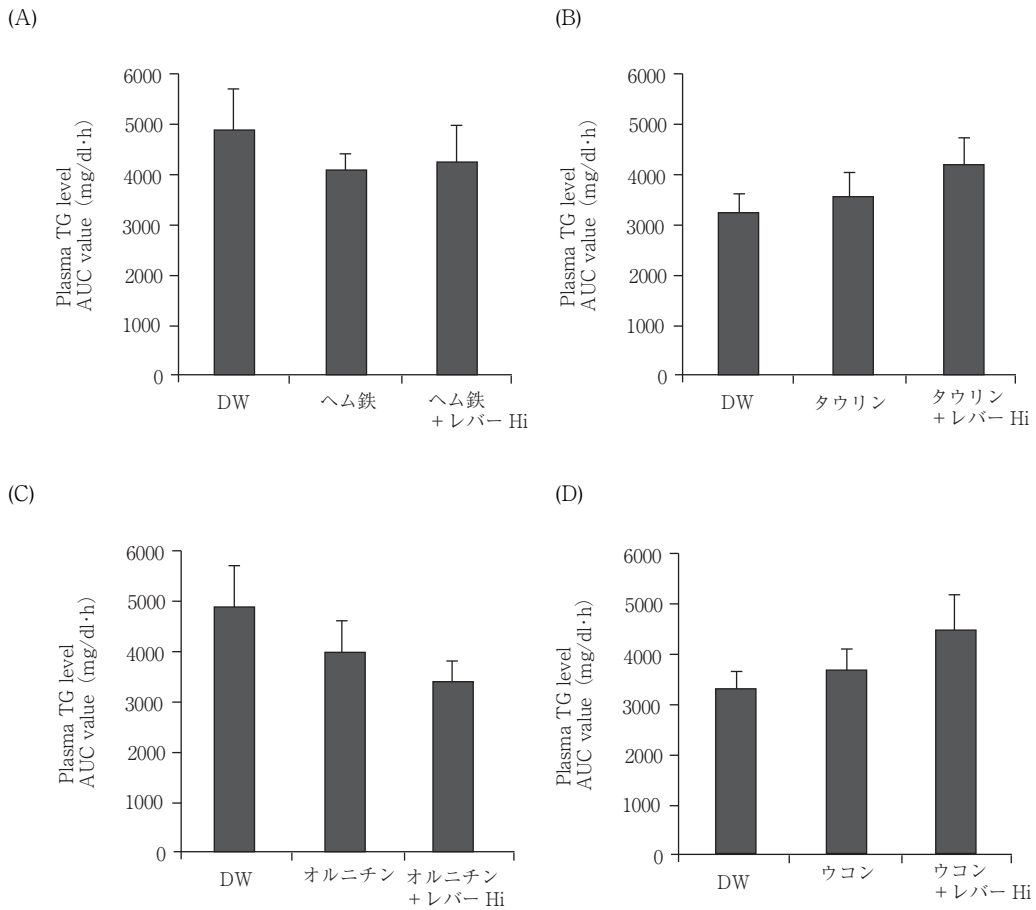 (A)
Plasma TG level
AUC value (mg/dl·h)
6000
5000
4000
3000
2000
1000
0
DW
ヘム鉄
ヘム鉄
+レバー Hi
(B)
Plasma TG level
AUC value (mg/dl·h)
6000
5000
4000
3000
2000
1000
0
DW
タウリン
タウリン
+レバー Hi
(C)
Plasma TG level
AUC value (mg/dl·h)
6000
5000
4000
3000
2000
1000
0
DW
オルニチン
オルニチン
+レバー Hi
(D)
Plasma TG level
AUC value (mg/dl·h)
6000
5000
4000
3000
2000
1000
0
DW
ウコン
ウコン
+レバー Hi